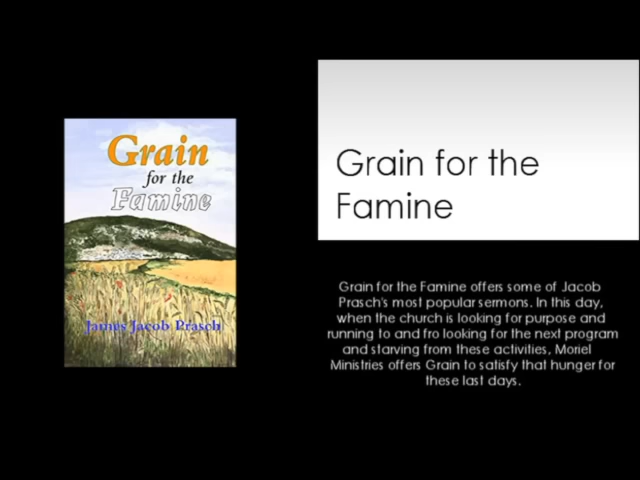 Grain
for the
Famine
James Jacob Prasch
Grain for the
Famine
Grain for the Famine offers some of Jacob
Prasch's most popular sermons. In this day,
when the church is looking for purpose and
running to and fro looking for the next program
and starving from these activities, Moriel
Ministries offers Grain to satisfy that hunger for
these last days.